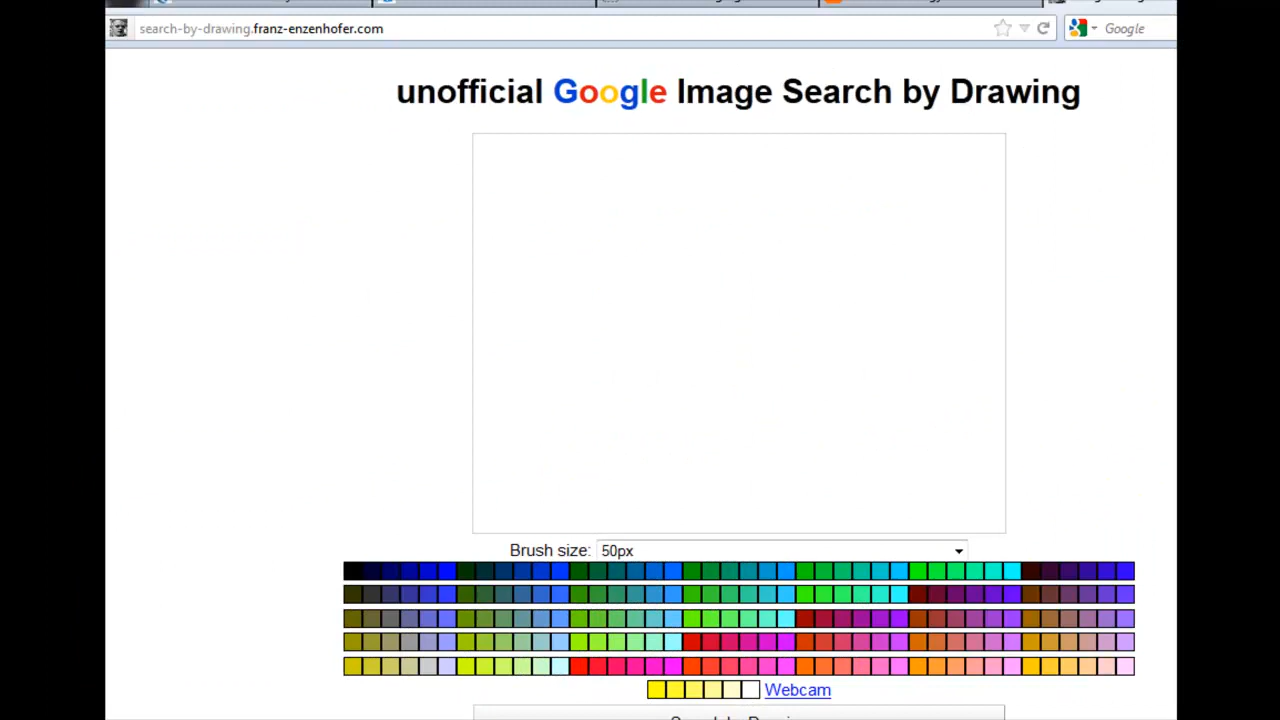 search-by-drawing.franz-enzenhofer.com
Google
unofficial Google Image Search by Drawing
Brush size: 50px
Webcam